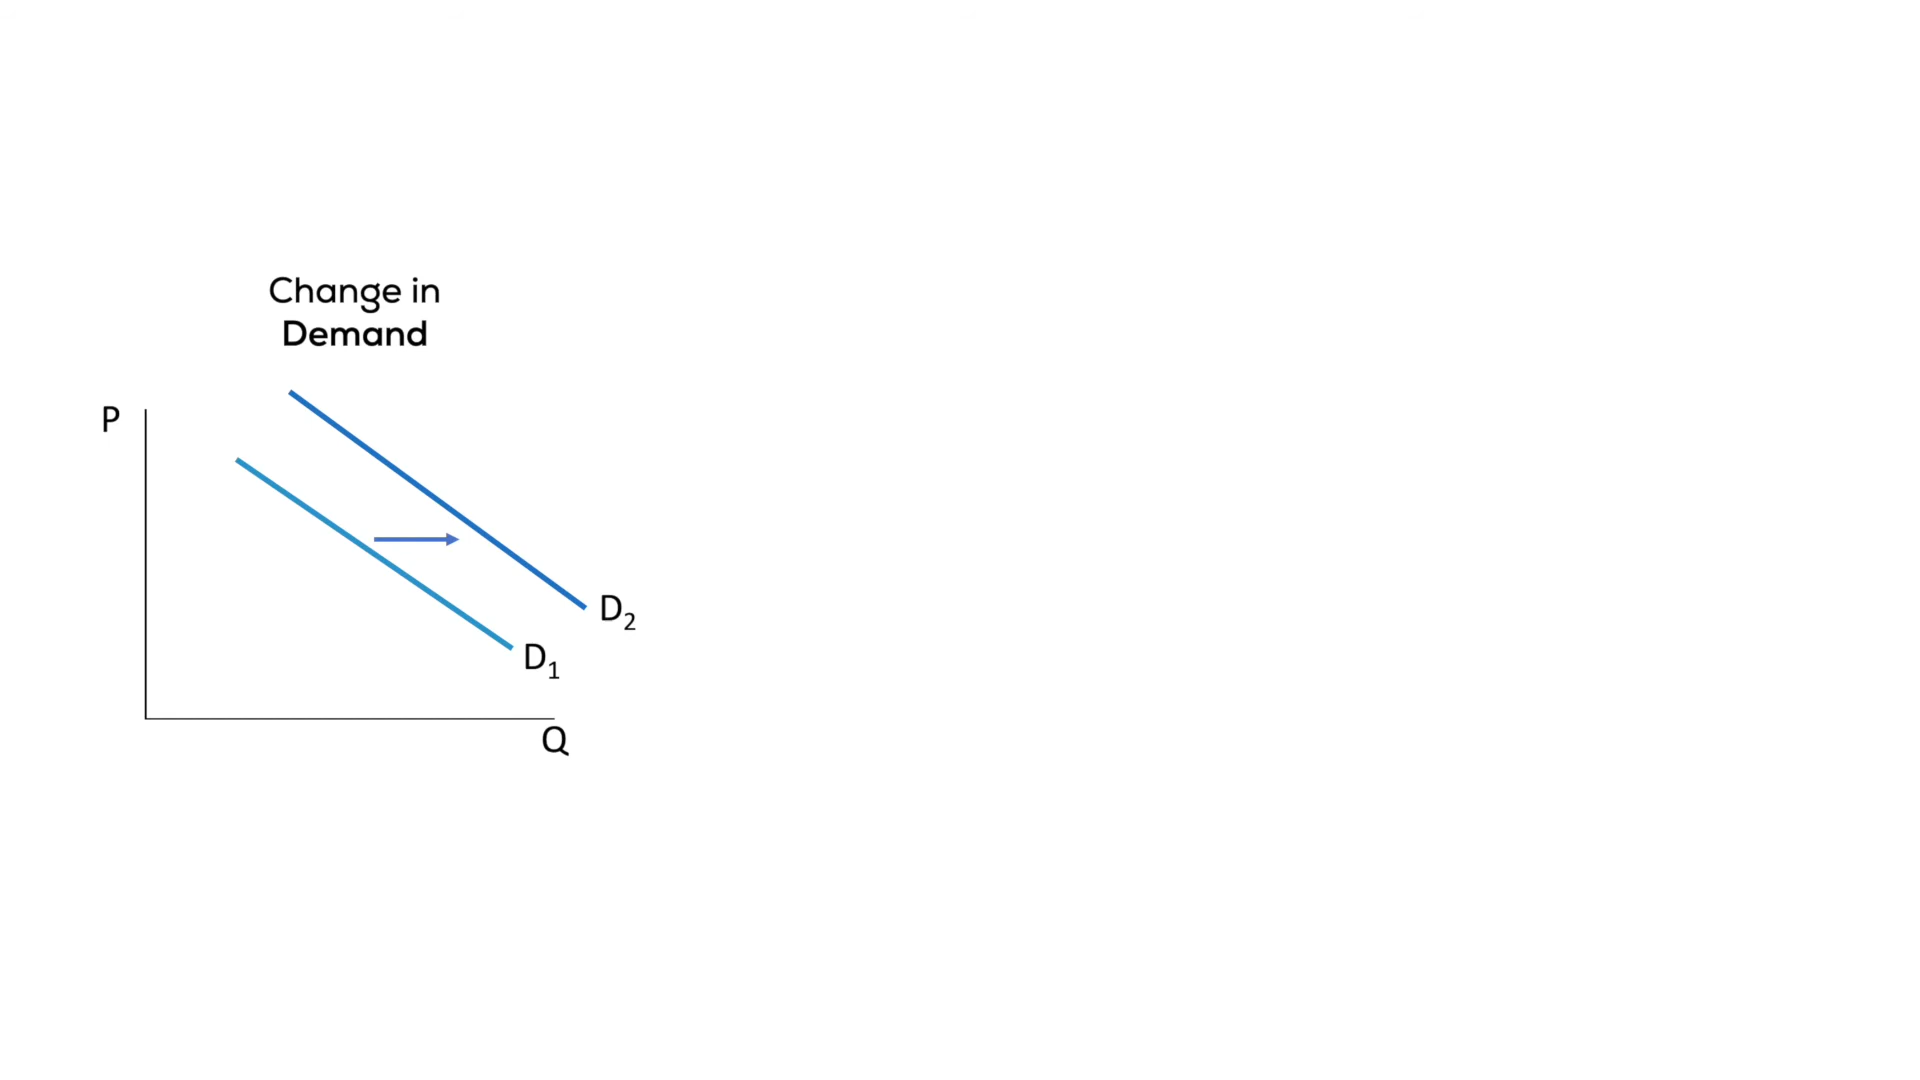 Change in
Demand
P
D₂
D₁
Q